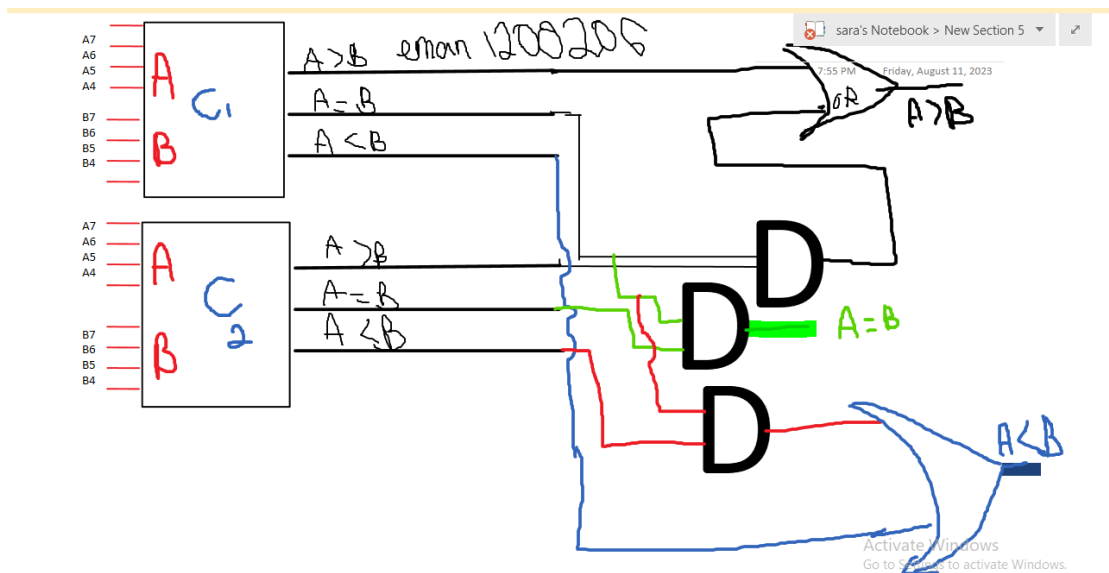 sara's Notebook > New Section 5
7:55 PM Friday, August 11, 2023
eman 1200206
A7
A6
A5
A4
B7
B6
B5
B4
A
B
C1
A>B
A=B
A<B
OR
A>B
A7
A6
A5
A4
B7
B6
B5
B4
A
B
C2
A>B
A=B
A<B
A=B
A<B
Activate Windows
Go to Settings to activate Windows.